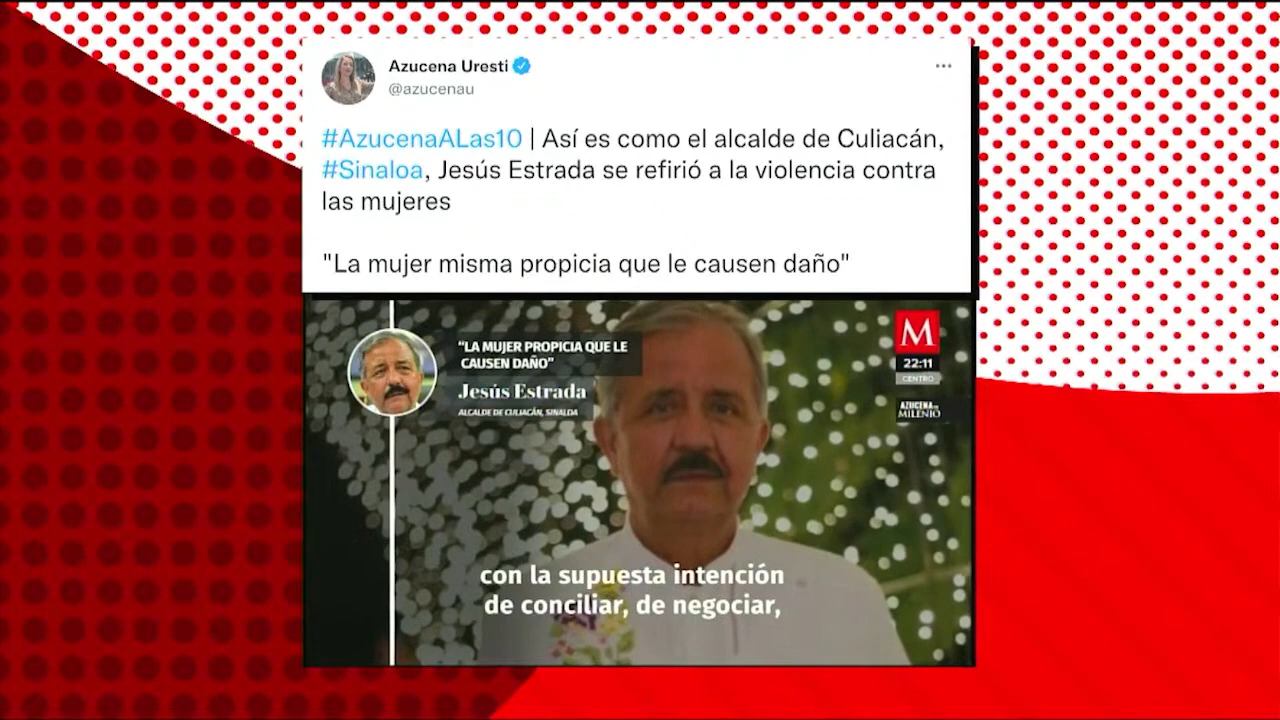 Azucena Uresti
@azucenau
#AzucenaALas10 | Así es como el alcalde de Culiacán,
#Sinaloa, Jesús Estrada se refirió a la violencia contra
las mujeres
"La mujer misma propicia que le causen daño"
"LA MUJER PROPICIA QUE LE
CAUSEN DAÑO"
Jesús Estrada
ALCALDE DE CULIACÁN, SINALOA
M
22:11
CENTRO
AZUCENA EN
MILENIO
con la supuesta intención
de conciliar, de negociar,